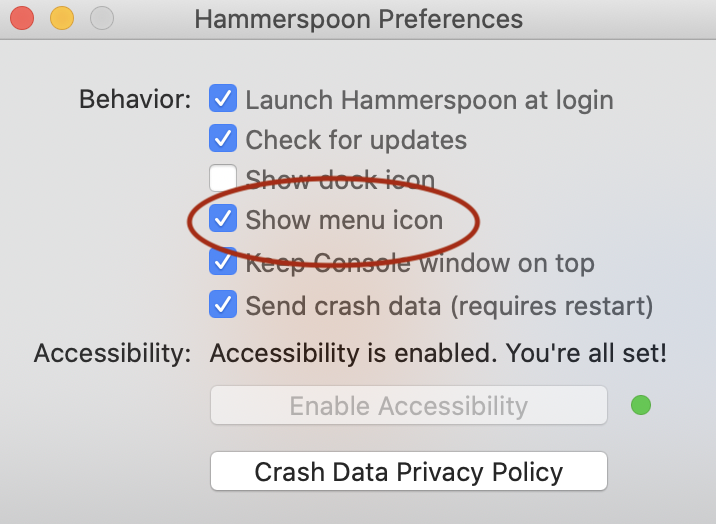 Hammerspoon Preferences
Behavior: Launch Hammerspoon at login
Check for updates
Show dock icon
Show menu icon
Keep Console window on top
Send crash data (requires restart)
Accessibility: Accessibility is enabled. You're all set!
Enable Accessibility
Crash Data Privacy Policy